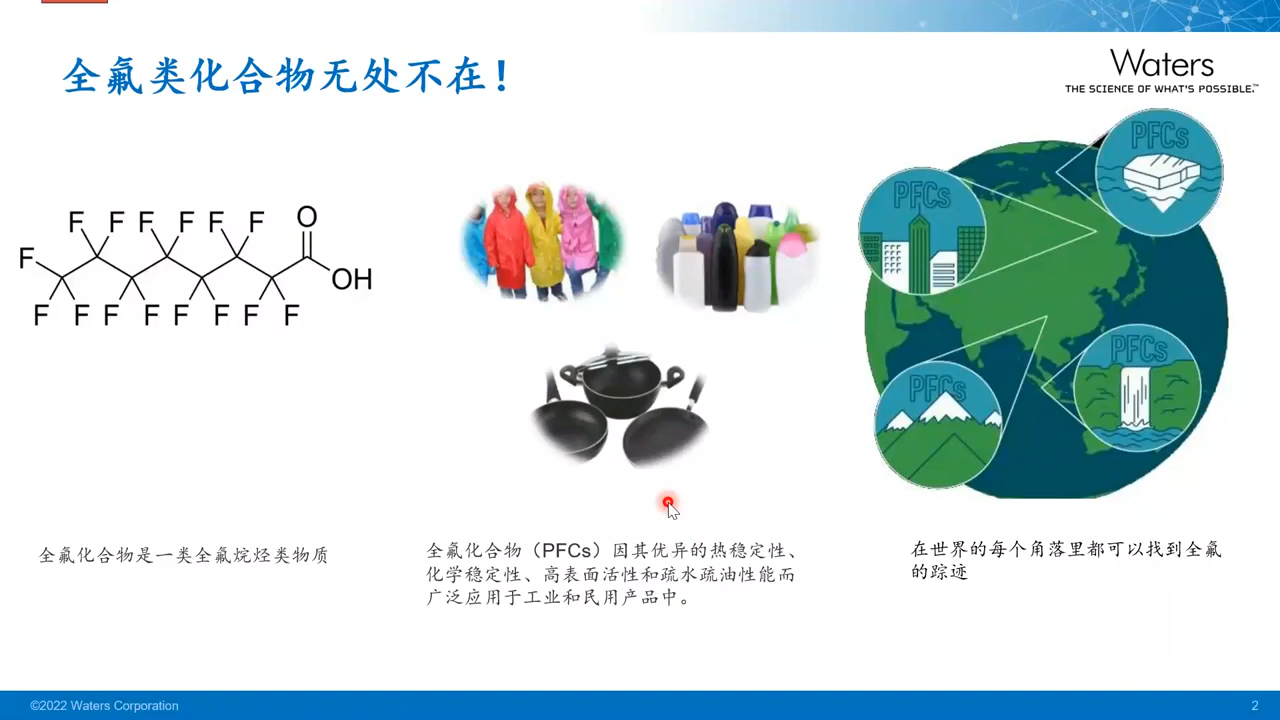 全氟类化合物无处不在！
Waters
THE SCIENCE OF WHAT'S POSSIBLE.™
PFCs
PFCs
O
F F F F F F
F
OH
F F F F F F F F
PFCs
PFCs
全氟化合物是一类全氟烷烃类物质
全氟化合物（PFCs）因其优异的热稳定性、
化学稳定性、高表面活性和疏水疏油性能而
广泛应用于工业和民用产品中。
在世界的每个角落里都可以找到全氟
的踪迹
©2022 Waters Corporation
2